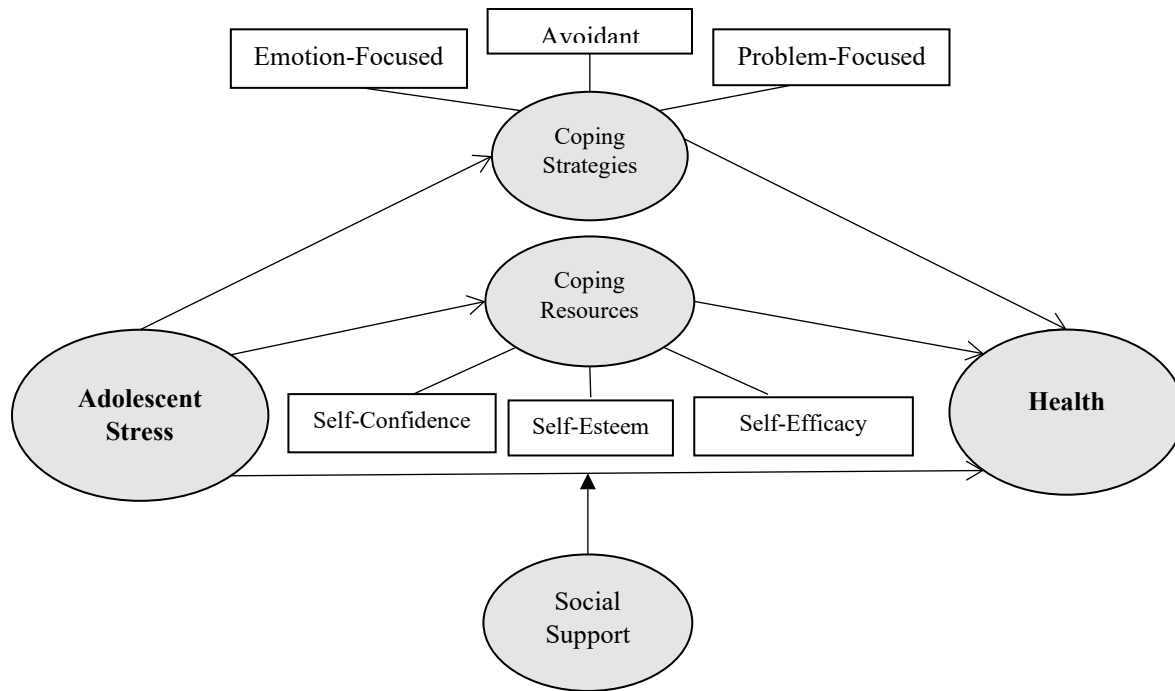 Avoidant
Emotion-Focused
Problem-Focused
Coping
Strategies
Coping
Resources
Adolescent
Stress
Health
Self-Confidence
Self-Esteem
Self-Efficacy
Social
Support